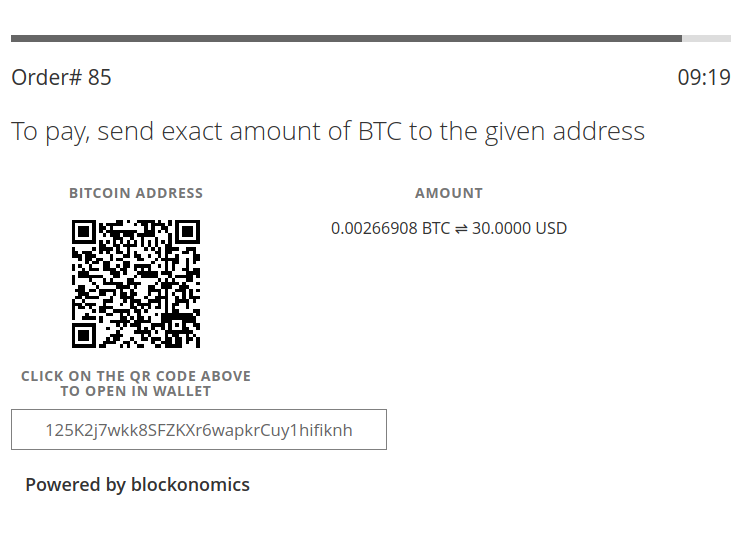 Order# 85
09:19
To pay, send exact amount of BTC to the given address
BITCOIN ADDRESS
AMOUNT
0.00266908 BTC ⇌ 30.0000 USD
CLICK ON THE QR CODE ABOVE
TO OPEN IN WALLET
125K2j7wkk8SFZKXr6wapkrCuy1hifiknh
Powered by blockonomics